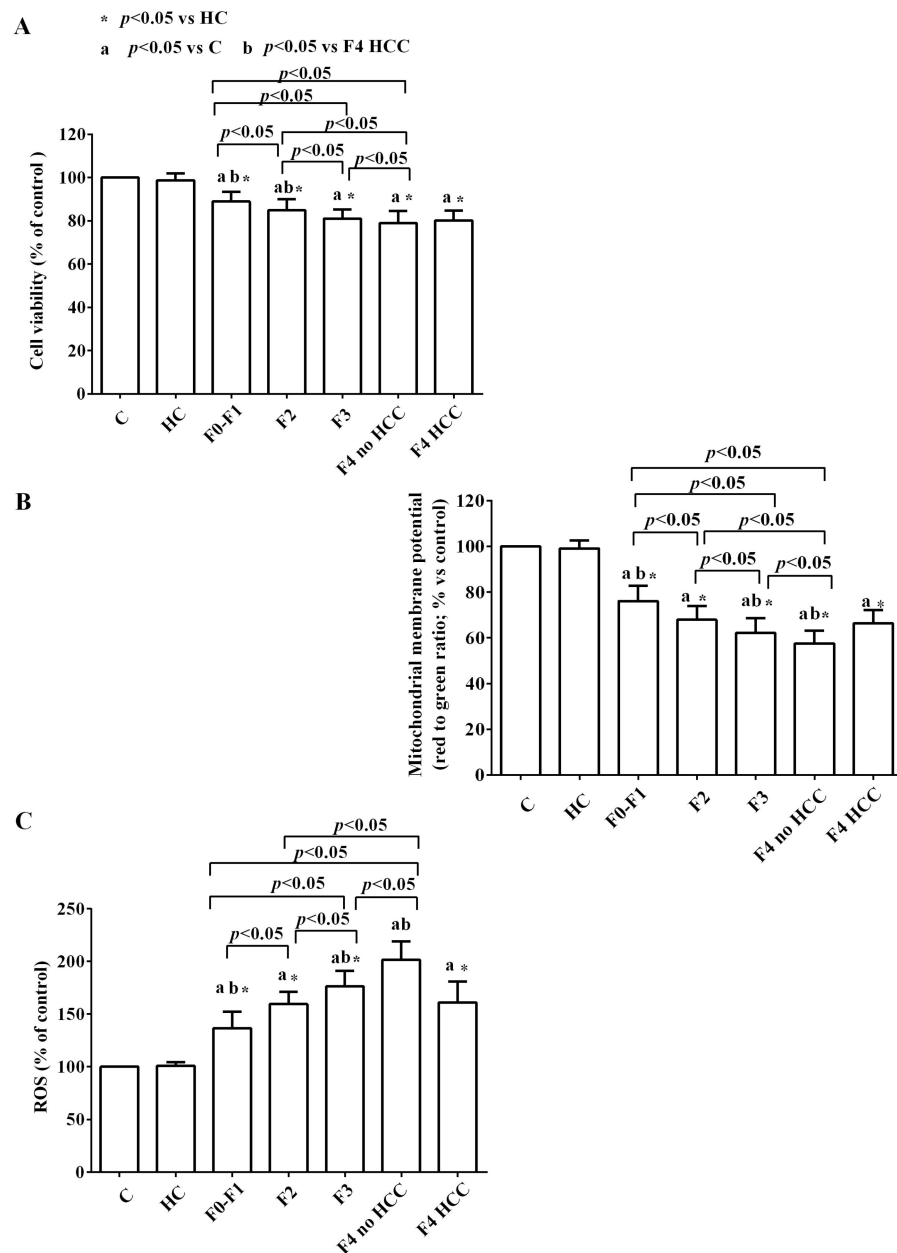 A
* p<0.05 vs HC
a p<0.05 vs C b p<0.05 vs F4 HCC
p<0.05
p<0.05
p<0.05 p<0.05
p<0.05 p<0.05
Cell viability (% of control )
120
100
80
60
40
20
0
a b* ab* a * a * a *
C HC F0-F1 F2 F3 F4 no HCC F4 HCC
B
p<0.05
p<0.05
p<0.05 p<0.05
p<0.05 p<0.05
Mitochondrial membrane potential
(red to green ratio; % vs control)
120
100
80
60
40
20
0
a b* a * ab* ab* a *
C HC F0-F1 F2 F3 F4 no HCC F4 HCC
C
p<0.05
p<0.05
p<0.05 p<0.05
p<0.05 p<0.05
ROS (% of control)
250
200
150
100
50
0
a b* a * ab* ab a *
C HC F0-F1 F2 F3 F4 no HCC F4 HCC